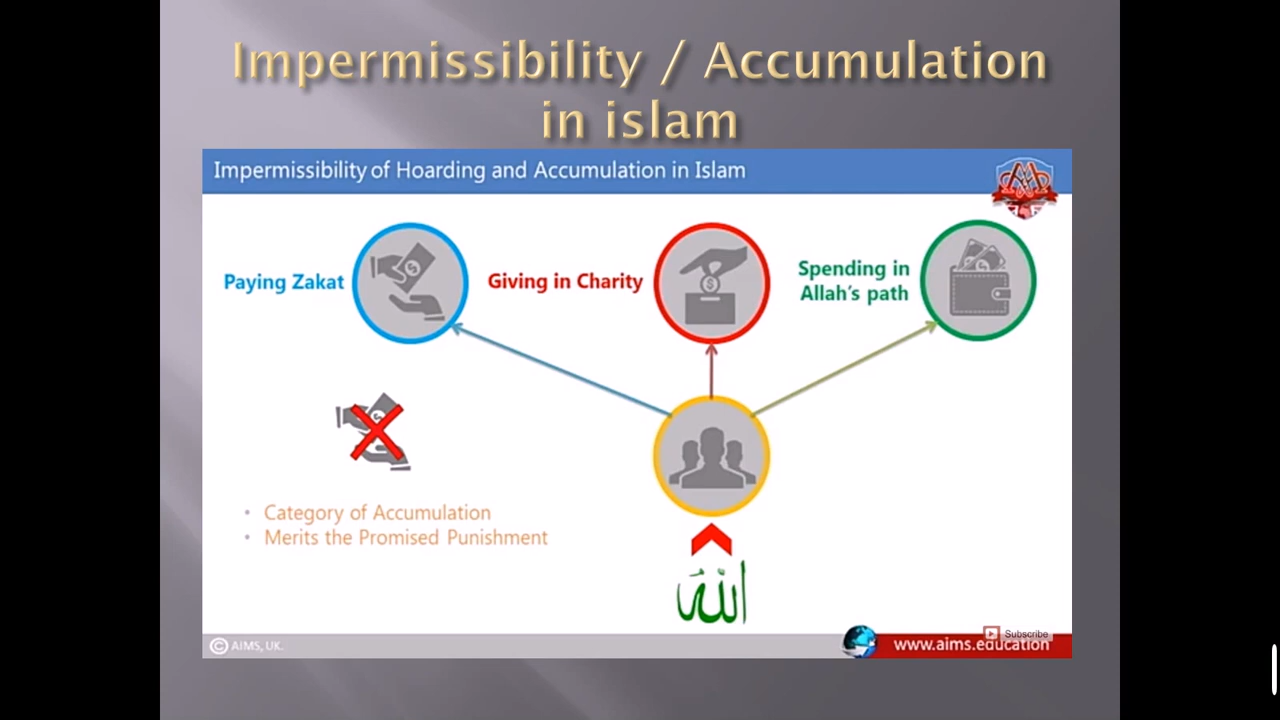 Impermissibility / Accumulation
in islam
Impermissibility of Hoarding and Accumulation in Islam
Paying Zakat
Giving in Charity
Spending in
Allah's path
• Category of Accumulation
• Merits the Promised Punishment
الله
© AIMS, UK.
Subscribe
www.aims.education